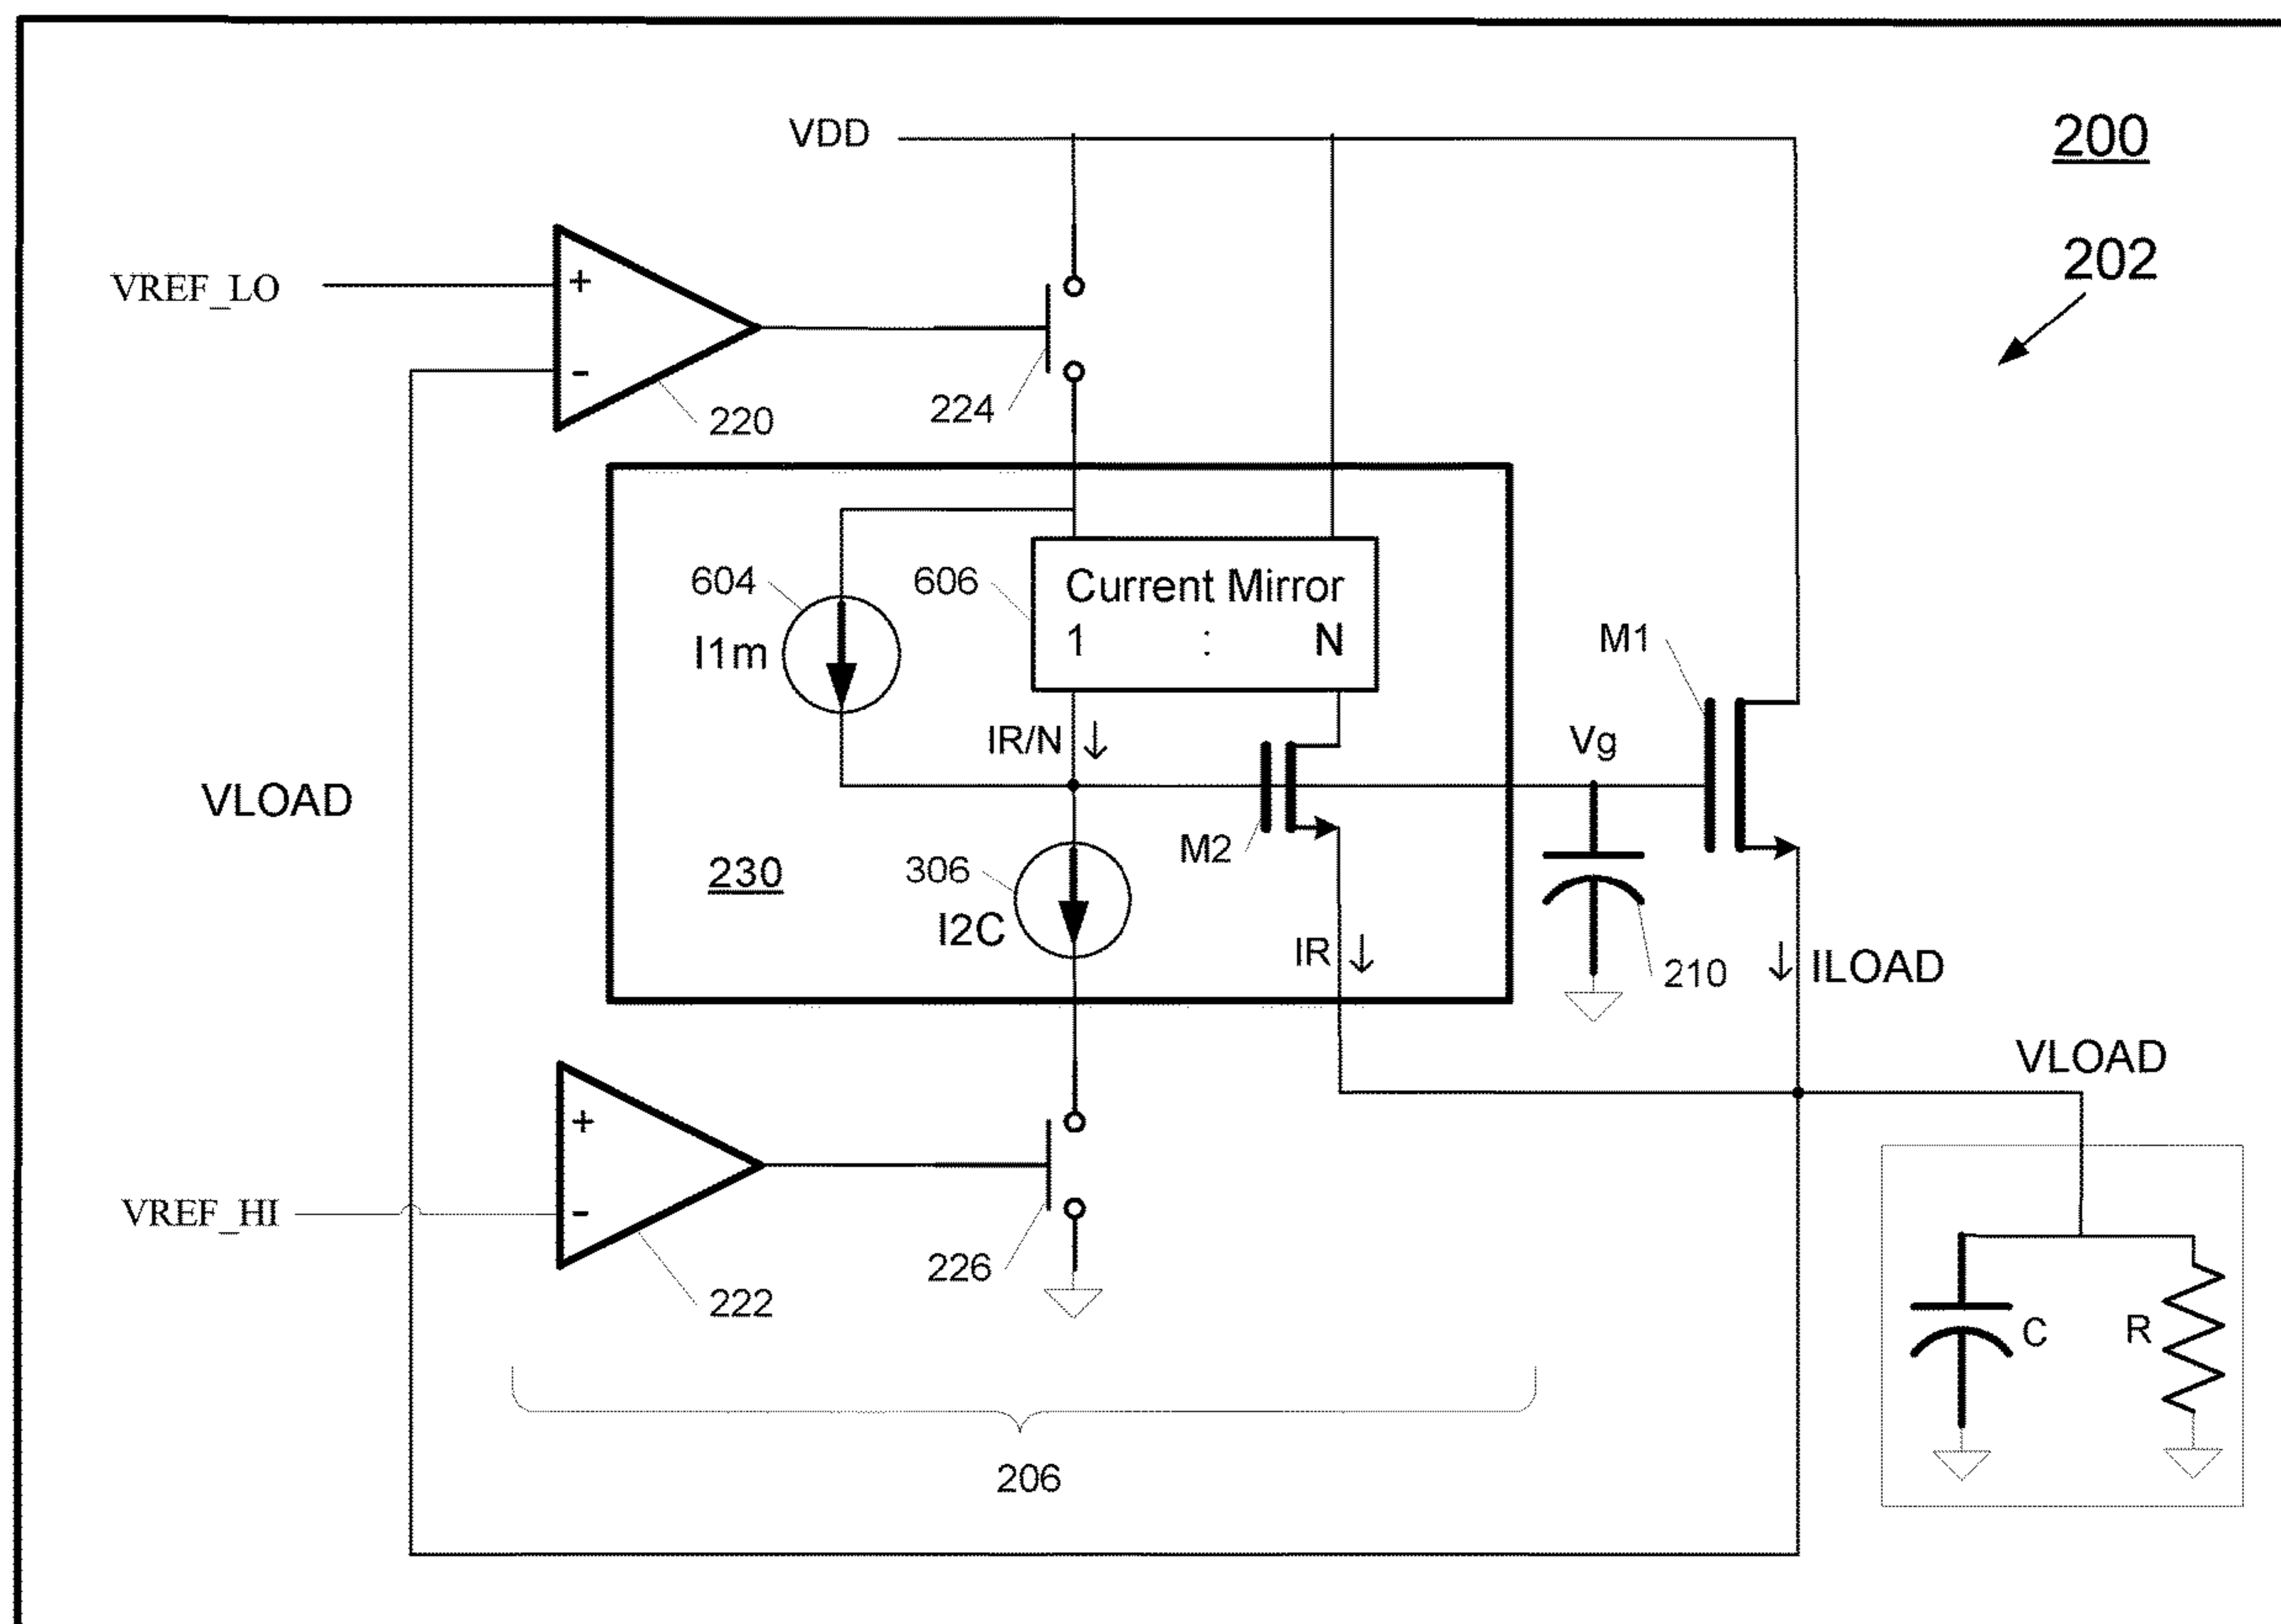 VDD
200
202
VREF_LO
+
-
220
224
604
606
Current Mirror
1 : N
I1m
M1
IR/N
Vg
VLOAD
M2
230
306
I2C
IR
210
ILOAD
VLOAD
+
VREF_HI
-
226
222
C
R
206